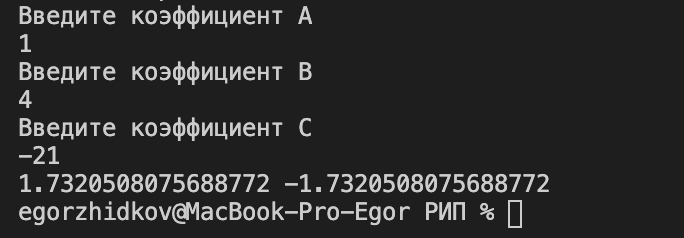 Введите коэффициент A
1
Введите коэффициент B
4
Введите коэффициент C
-21
1.7320508075688772 -1.7320508075688772
egorzhidkov@MacBook-Pro-Egor РИП %